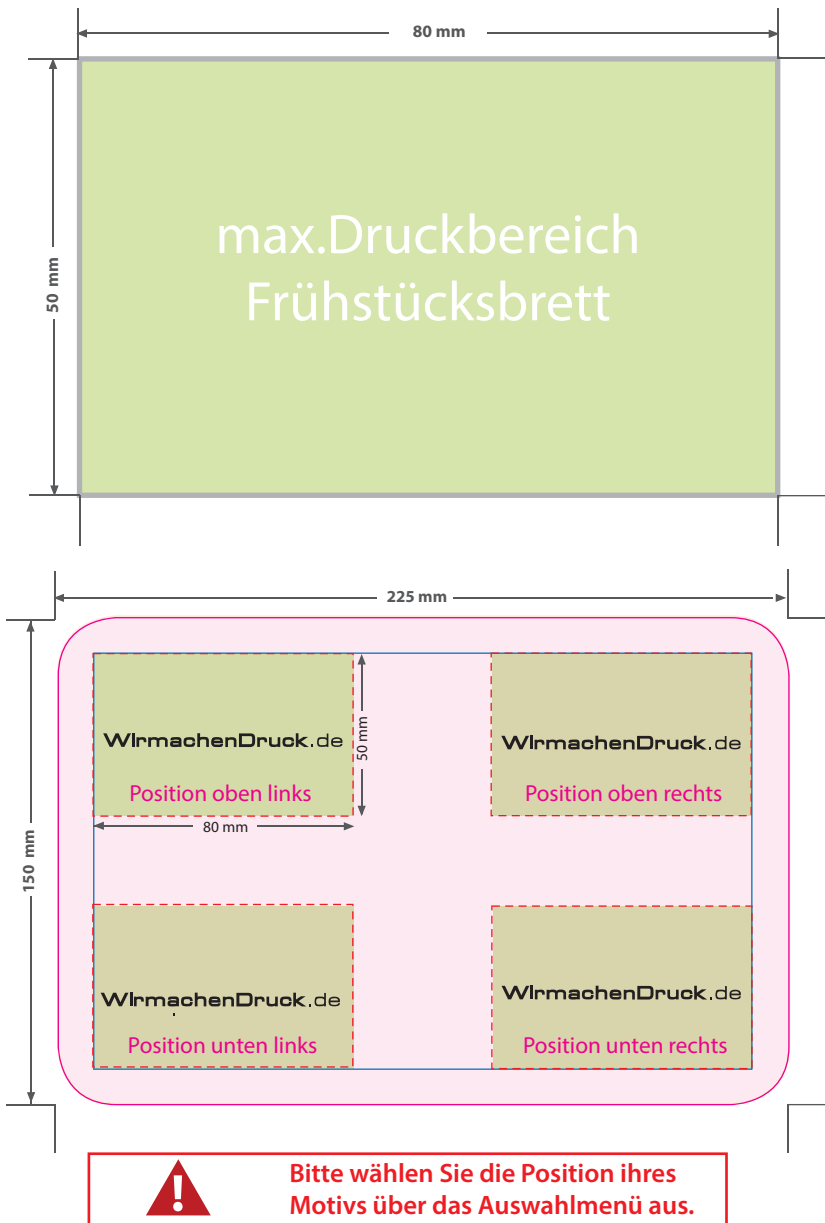 80 mm
50 mm
max.Druckbereich
Frühstücksbrett
225 mm
150 mm
WIrmachenDruck.de
Position oben links
50 mm
80 mm
WIrmachenDruck.de
Position oben rechts
WIrmachenDruck.de
Position unten links
WIrmachenDruck.de
Position unten rechts
Bitte wählen Sie die Position ihres
Motivs über das Auswahlmenü aus.